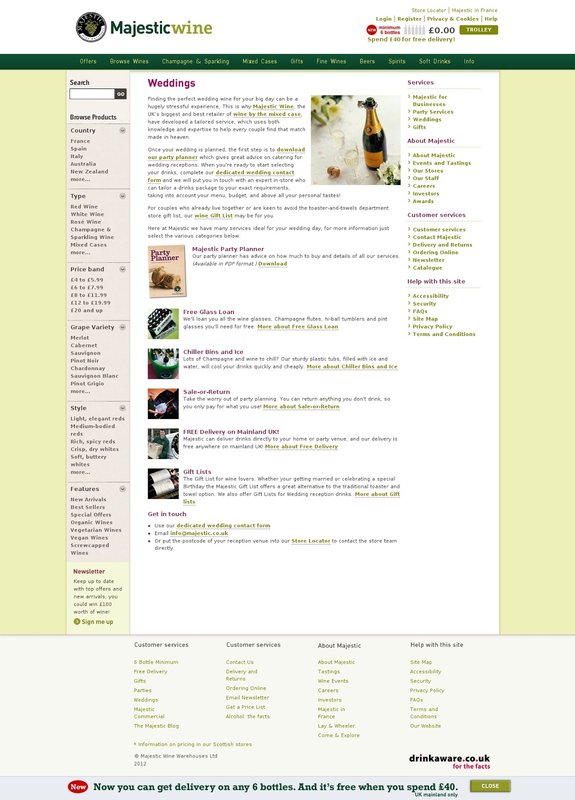 Store Locator | Majestic in France
Login | Register | Privacy & Cookies | Help
Majestic wine
NEW minimum 6 bottles
£0.00
TROLLEY
Spend £40 for free delivery!
Offers Browse Wines Champagne & Sparkling Mixed Cases Gifts Fine Wines Beers Spirits Soft Drinks Info
Search
GO
Browse Products
Country
France
Spain
Italy
Australia
New Zealand
more...
Type
Red Wine
White Wine
Rosé Wine
Champagne &
Sparkling Wine
Mixed Cases
more...
Price band
£4 to £5.99
£6 to £7.99
£8 to £11.99
£12 to £19.99
£20 and up
Grape Variety
Merlot
Cabernet
Sauvignon
Pinot Noir
Chardonnay
Sauvignon Blanc
Pinot Grigio
more...
Style
Light, elegant reds
Medium-bodied
reds
Rich, spicy reds
Crisp, dry whites
Soft, buttery
whites
more...
Features
New Arrivals
Best Sellers
Special Offers
Organic Wines
Vegetarian Wines
Vegan Wines
Screwcapped
Wines
Newsletter
Keep up to date
with top offers and
new arrivals; you
could win £100
worth of wine!
Sign me up
Weddings
Finding the perfect wedding wine for your big day can be a
hugely stressful experience. This is why Majestic Wine, the
UK's biggest and best retailer of wine by the mixed case,
have developed a tailored service, which uses both
knowledge and expertise to help every couple find that match
made in heaven.
Once your wedding is planned, the first step is to download
our party planner which gives great advice on catering for
wedding receptions. When you're ready to start selecting
your drinks, complete our dedicated wedding contact
form and we will put you in touch with an expert in-store who
can tailor a drinks package to your exact requirements,
taking into account your menu, budget, and above all your personal tastes!
For couples who already live together or are keen to avoid the toaster-and-towels department
store gift list, our wine Gift List may be for you.
Here at Majestic we have many services ideal for your wedding day, for more information just
select the various categories below.
Party
Planner
Majestic Party Planner
Our party planner has advice on how much to buy and details of all our services.
(Available in PDF format.) Download
Free Glass Loan
We'll loan you all the wine glasses, Champagne flutes, hi-ball tumblers and pint
glasses you'll need for free. More about Free Glass Loan
Chiller Bins and Ice
Lots of Champagne and wine to chill? Our sturdy plastic tubs, filled with ice and
water, will cool your drinks quickly and cheaply. More about Chiller Bins and Ice
Sale-or-Return
Take the worry out of party planning. You can return anything you don't drink, so
you only pay for what you use! More about Sale-or-Return
FREE Delivery on Mainland UK!
Majestic can deliver drinks directly to your home or party venue, and our delivery is
free anywhere on mainland UK! More about Free Delivery
Gift Lists
The Gift List for wine lovers. Whether your getting married or celebrating a special
Birthday the Majestic Gift List offers a great alternative to the traditional toaster and
towel option. We also offer Gift Lists for Wedding reception drinks. More about Gift
lists
Get in touch
Use our dedicated wedding contact form
Email info@majestic.co.uk
Or put the postcode of your reception venue into our Store Locator to contact the store team
directly.
Services
Majestic for
Businesses
Party Services
Weddings
Gifts
About Majestic
About Majestic
Events and Tastings
Our Stores
Our Staff
Careers
Investors
Awards
Customer services
Customer services
Contact Majestic
Delivery and Returns
Ordering Online
Newsletter
Catalogue
Help with this site
Accessibility
Security
FAQs
Site Map
Privacy Policy
Terms and Conditions
Customer services
6 Bottle Minimum
Free Delivery
Gifts
Parties
Weddings
Majestic
Commercial
The Majestic Blog
Customer services
Contact Us
Delivery and
Returns
Ordering Online
Email Newsletter
Get a Price List
Alcohol: the facts
About Majestic
About Majestic
Tastings
Wine Events
Careers
Investors
Majestic in
France
Lay & Wheeler
Come & Explore
Help with this site
Site Map
Accessibility
Security
Privacy Policy
FAQs
Terms and
Conditions
Our Website
Information on pricing in our Scottish stores
© Majestic Wine Warehouses Ltd
2012
drinkaware.co.uk
for the facts
New Now you can get delivery on any 6 bottles. And it's free when you spend £40.
UK mainland only
CLOSE